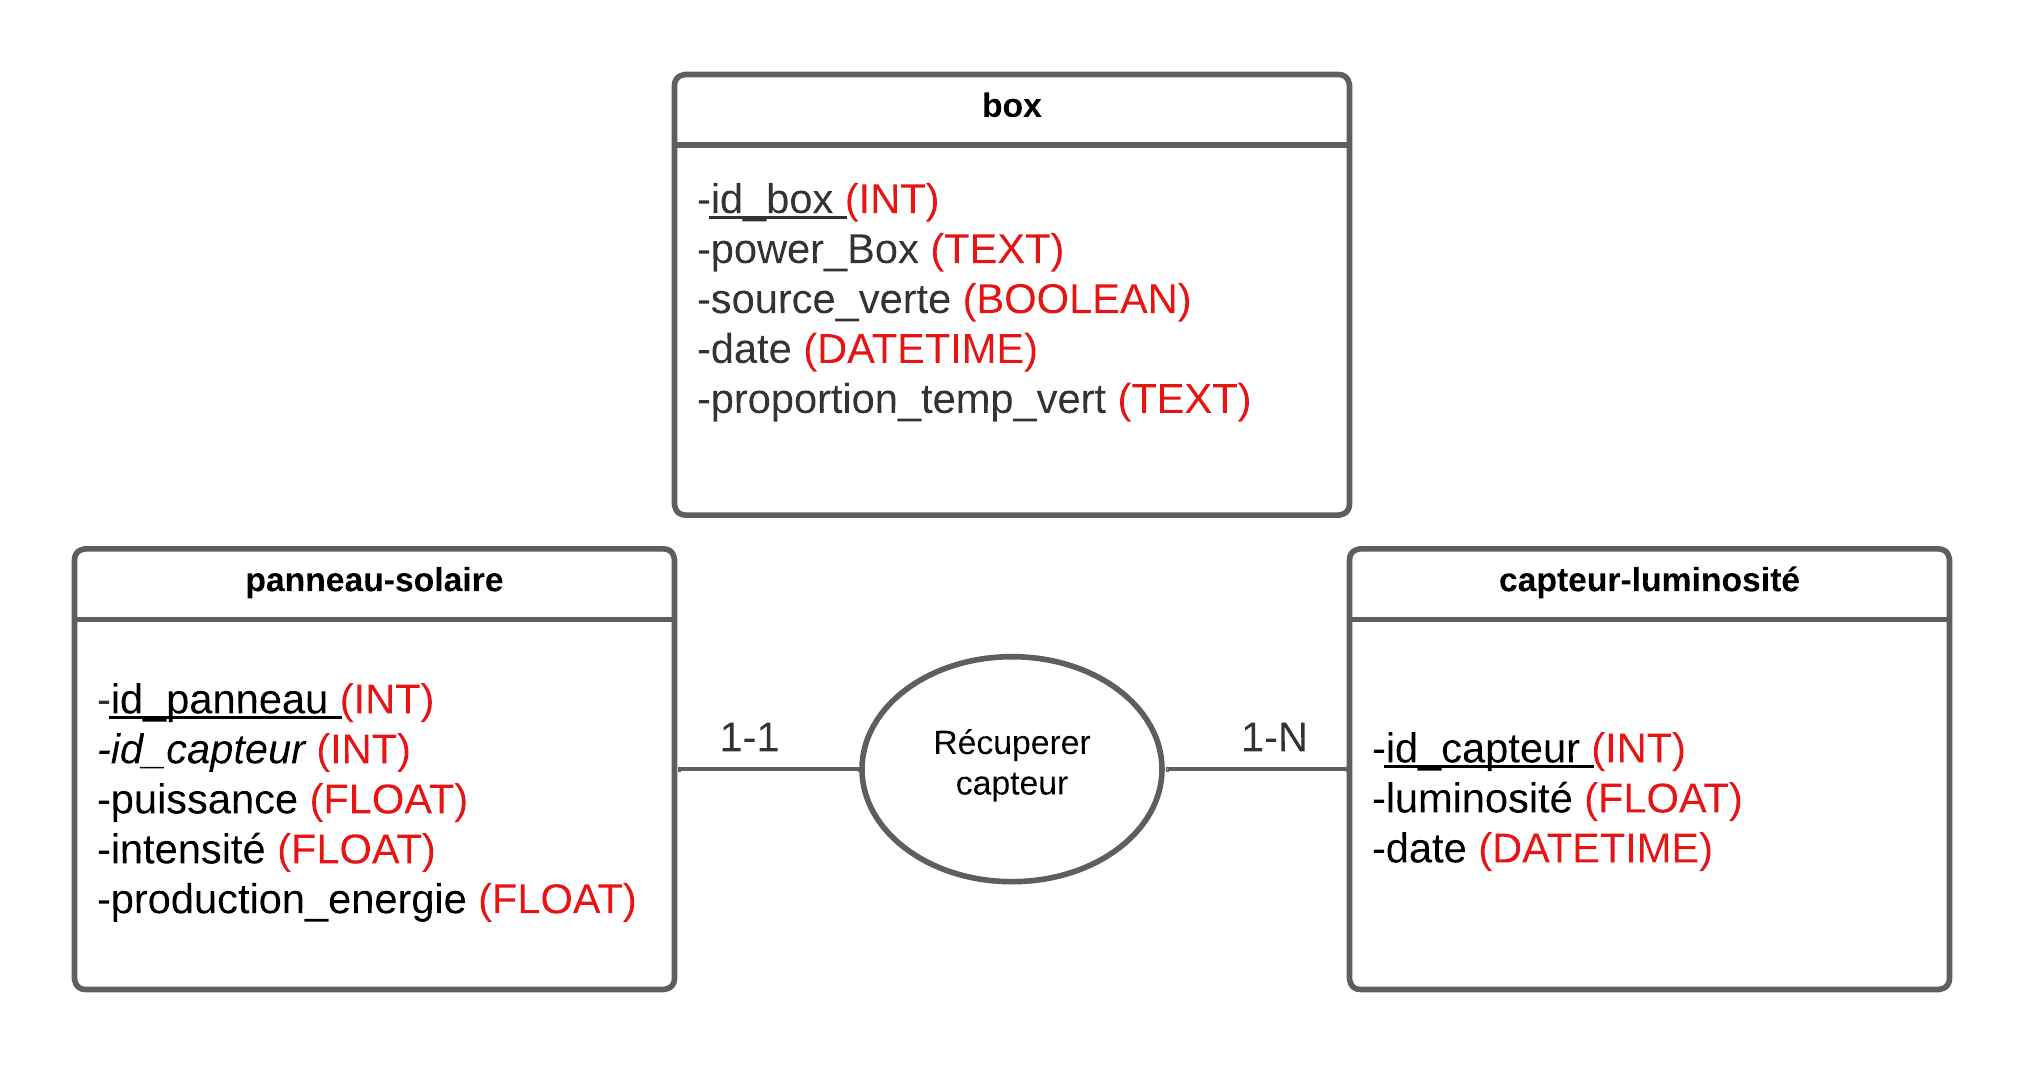 box
-id_box (INT)
-power_Box (TEXT)
-source_verte (BOOLEAN)
-date (DATETIME)
-proportion_temp_vert (TEXT)
panneau-solaire
-id_panneau (INT)
-id_capteur (INT)
-puissance (FLOAT)
-intensité (FLOAT)
-production_energie (FLOAT)
1-1
Récuperer
capteur
1-N
capteur-luminosité
-id_capteur (INT)
-luminosité (FLOAT)
-date (DATETIME)